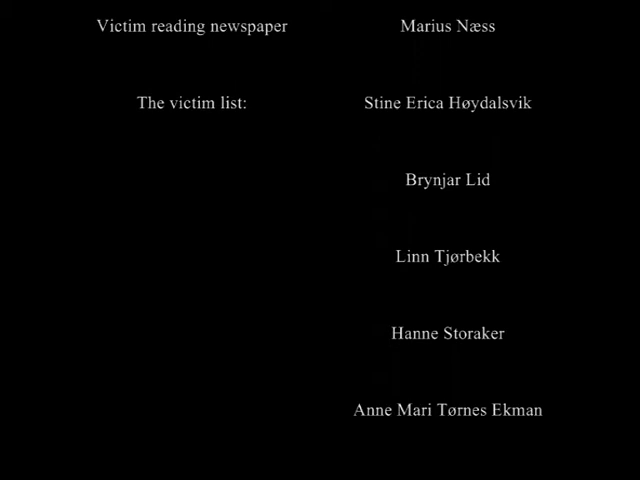 Victim reading newspaper Marius Næss
The victim list: Stine Erica Høydalsvik
Brynjar Lid
Linn Tjørbekk
Hanne Storaker
Anne Mari Tørnes Ekman